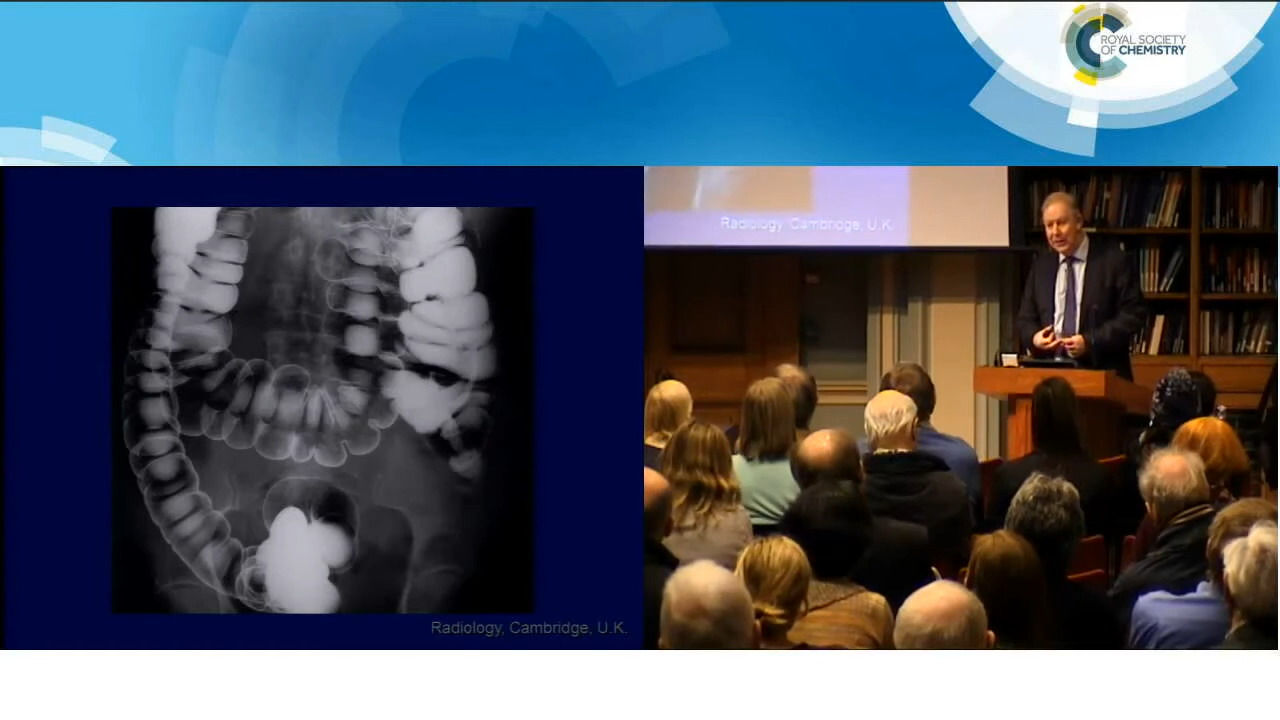 ROYAL SOCIETY
OF CHEMISTRY
Radiology, Cambridge, U.K.
Radiology, Cambridge, U.K.